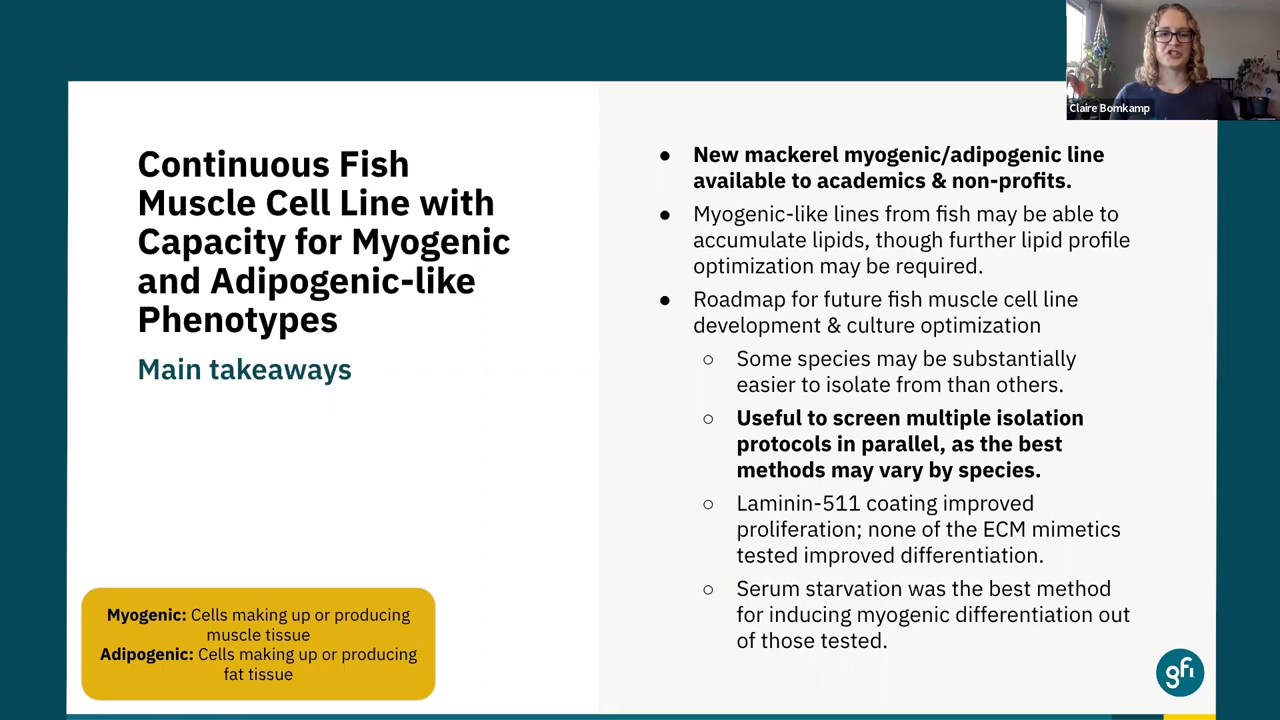 Claire Bomkamp
Continuous Fish
Muscle Cell Line with
Capacity for Myogenic
and Adipogenic-like
Phenotypes
Main takeaways
Myogenic: Cells making up or producing
muscle tissue
Adipogenic: Cells making up or producing
fat tissue
● New mackerel myogenic/adipogenic line
available to academics & non-profits.
● Myogenic-like lines from fish may be able to
accumulate lipids, though further lipid profile
optimization may be required.
● Roadmap for future fish muscle cell line
development & culture optimization
○ Some species may be substantially
easier to isolate from than others.
○ Useful to screen multiple isolation
protocols in parallel, as the best
methods may vary by species.
○ Laminin-511 coating improved
proliferation; none of the ECM mimetics
tested improved differentiation.
○ Serum starvation was the best method
for inducing myogenic differentiation out
of those tested.
gfi